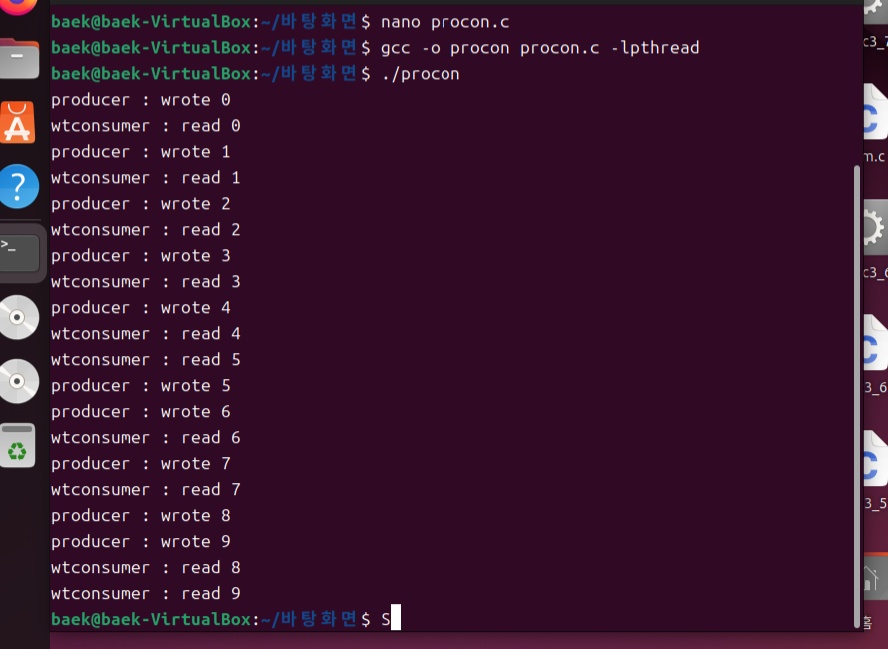 baek@baek-VirtualBox:~/바탕화면$ nano procon.c
baek@baek-VirtualBox:~/바탕화면$ gcc -o procon procon.c -lpthread
baek@baek-VirtualBox:~/바탕화면$ ./procon
producer : wrote 0
wtconsumer : read 0
producer : wrote 1
wtconsumer : read 1
producer : wrote 2
wtconsumer : read 2
producer : wrote 3
wtconsumer : read 3
producer : wrote 4
wtconsumer : read 4
wtconsumer : read 5
producer : wrote 5
producer : wrote 6
wtconsumer : read 6
producer : wrote 7
wtconsumer : read 7
producer : wrote 8
producer : wrote 9
wtconsumer : read 8
wtconsumer : read 9
baek@baek-VirtualBox:~/바탕화면$ S
c3_7
m.c
c3_6
3_6
3_5
홈